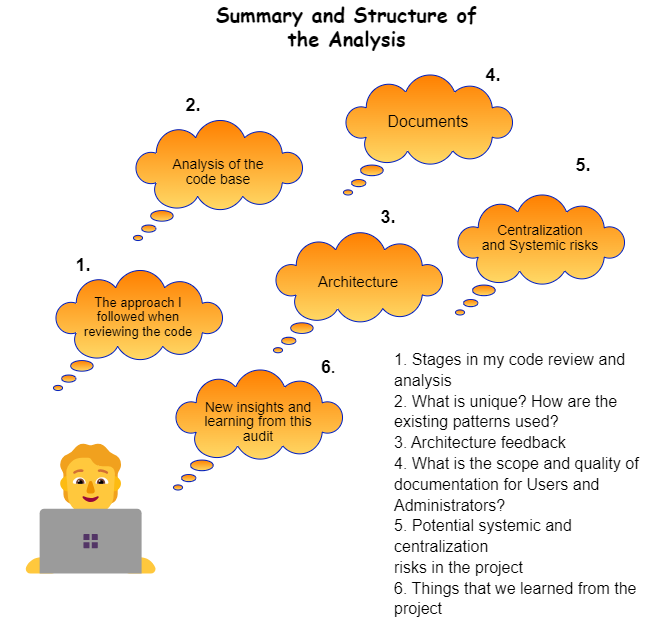 Summary and Structure of
the Analysis
4.
2.
Documents
Analysis of the
code base
5.
3.
Centralization
and Systemic risks
1.
Architecture
The approach I
followed when
reviewing the code
6.
New insights and
learning from this
audit
1. Stages in my code review and
analysis
2. What is unique? How are the
existing patterns used?
3. Architecture feedback
4. What is the scope and quality of
documentation for Users and
Administrators?
5. Potential systemic and
centralization
risks in the project
6. Things that we learned from the
project